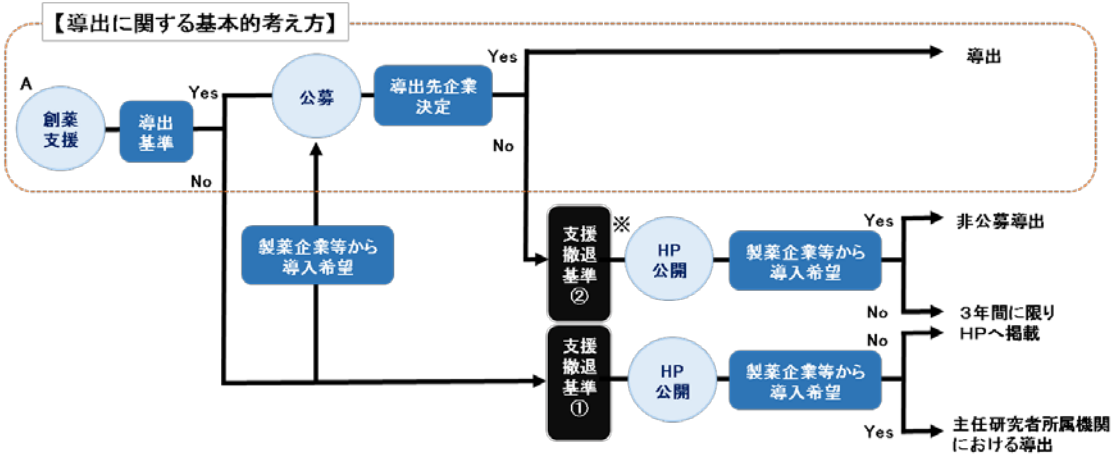 【導出に関する基本的考え方】
A
創薬
支援
導出
基準
Yes
No
公募
導出先企業
決定
Yes
No
導出
製薬企業等から
導入希望
支援
撤退
基準
②
※
HP
公開
製薬企業等から
導入希望
Yes
No
非公募導出
3年間に限り
HPへ掲載
支援
撤退
基準
①
HP
公開
製薬企業等から
導入希望
No
Yes
主任研究者所属機関
における導出